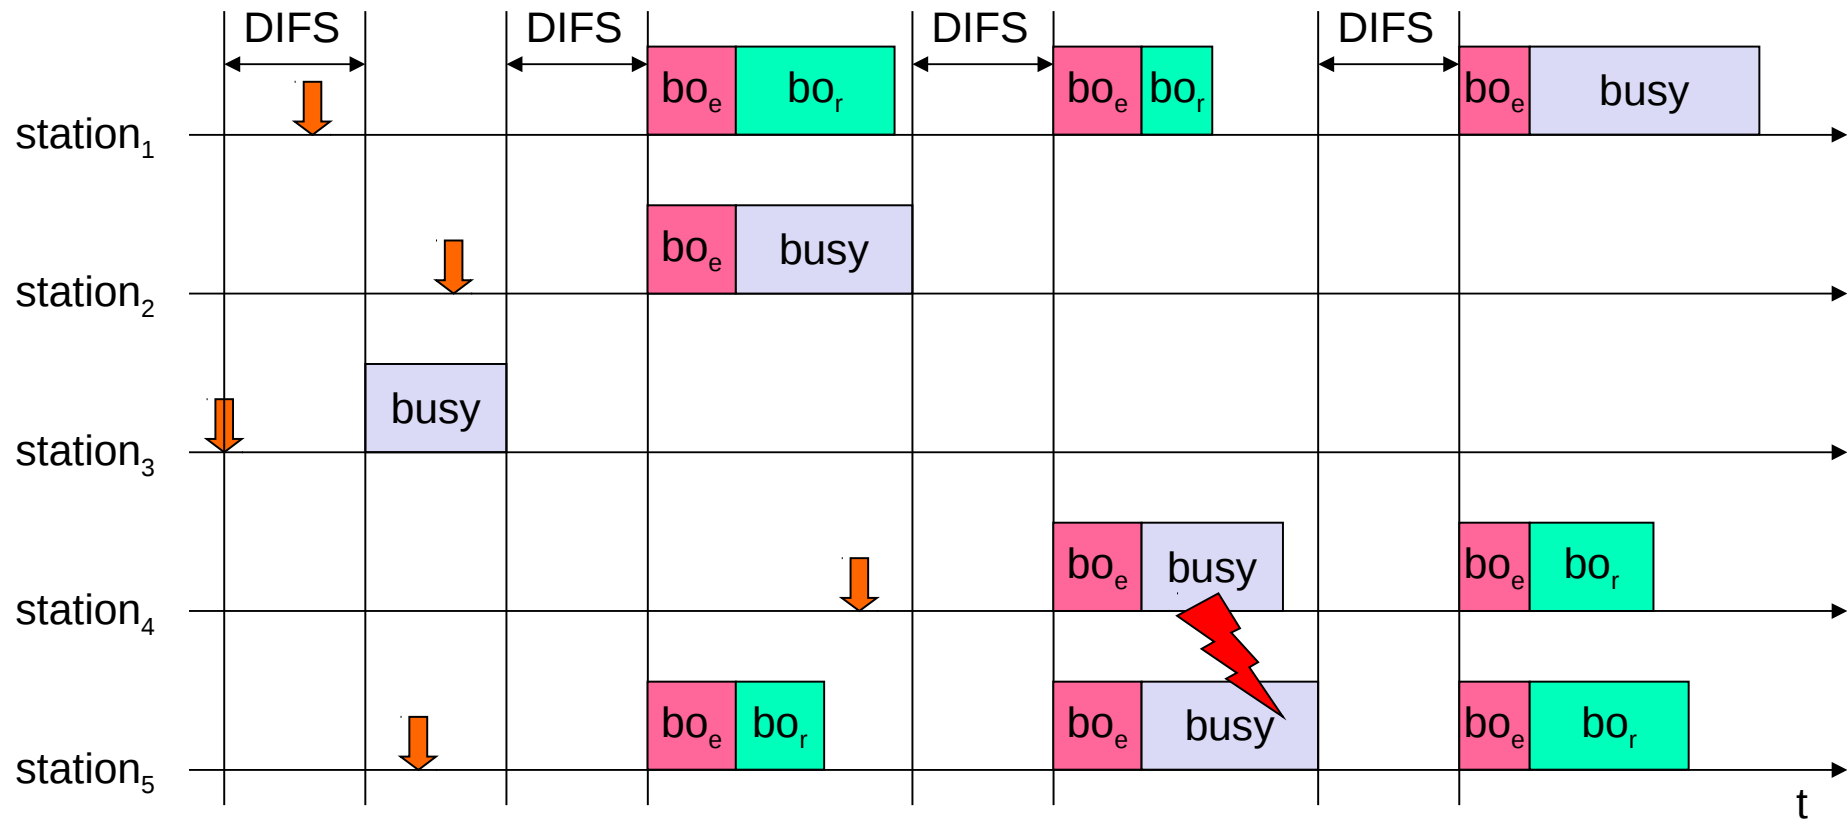 DIFS DIFS DIFS DIFS
station₁ boₑ boᵣ boₑ boᵣ boₑ busy
station₂ boₑ busy
station₃ busy
station₄ boₑ busy boₑ boᵣ
station₅ boₑ boᵣ boₑ busy boₑ boᵣ
t